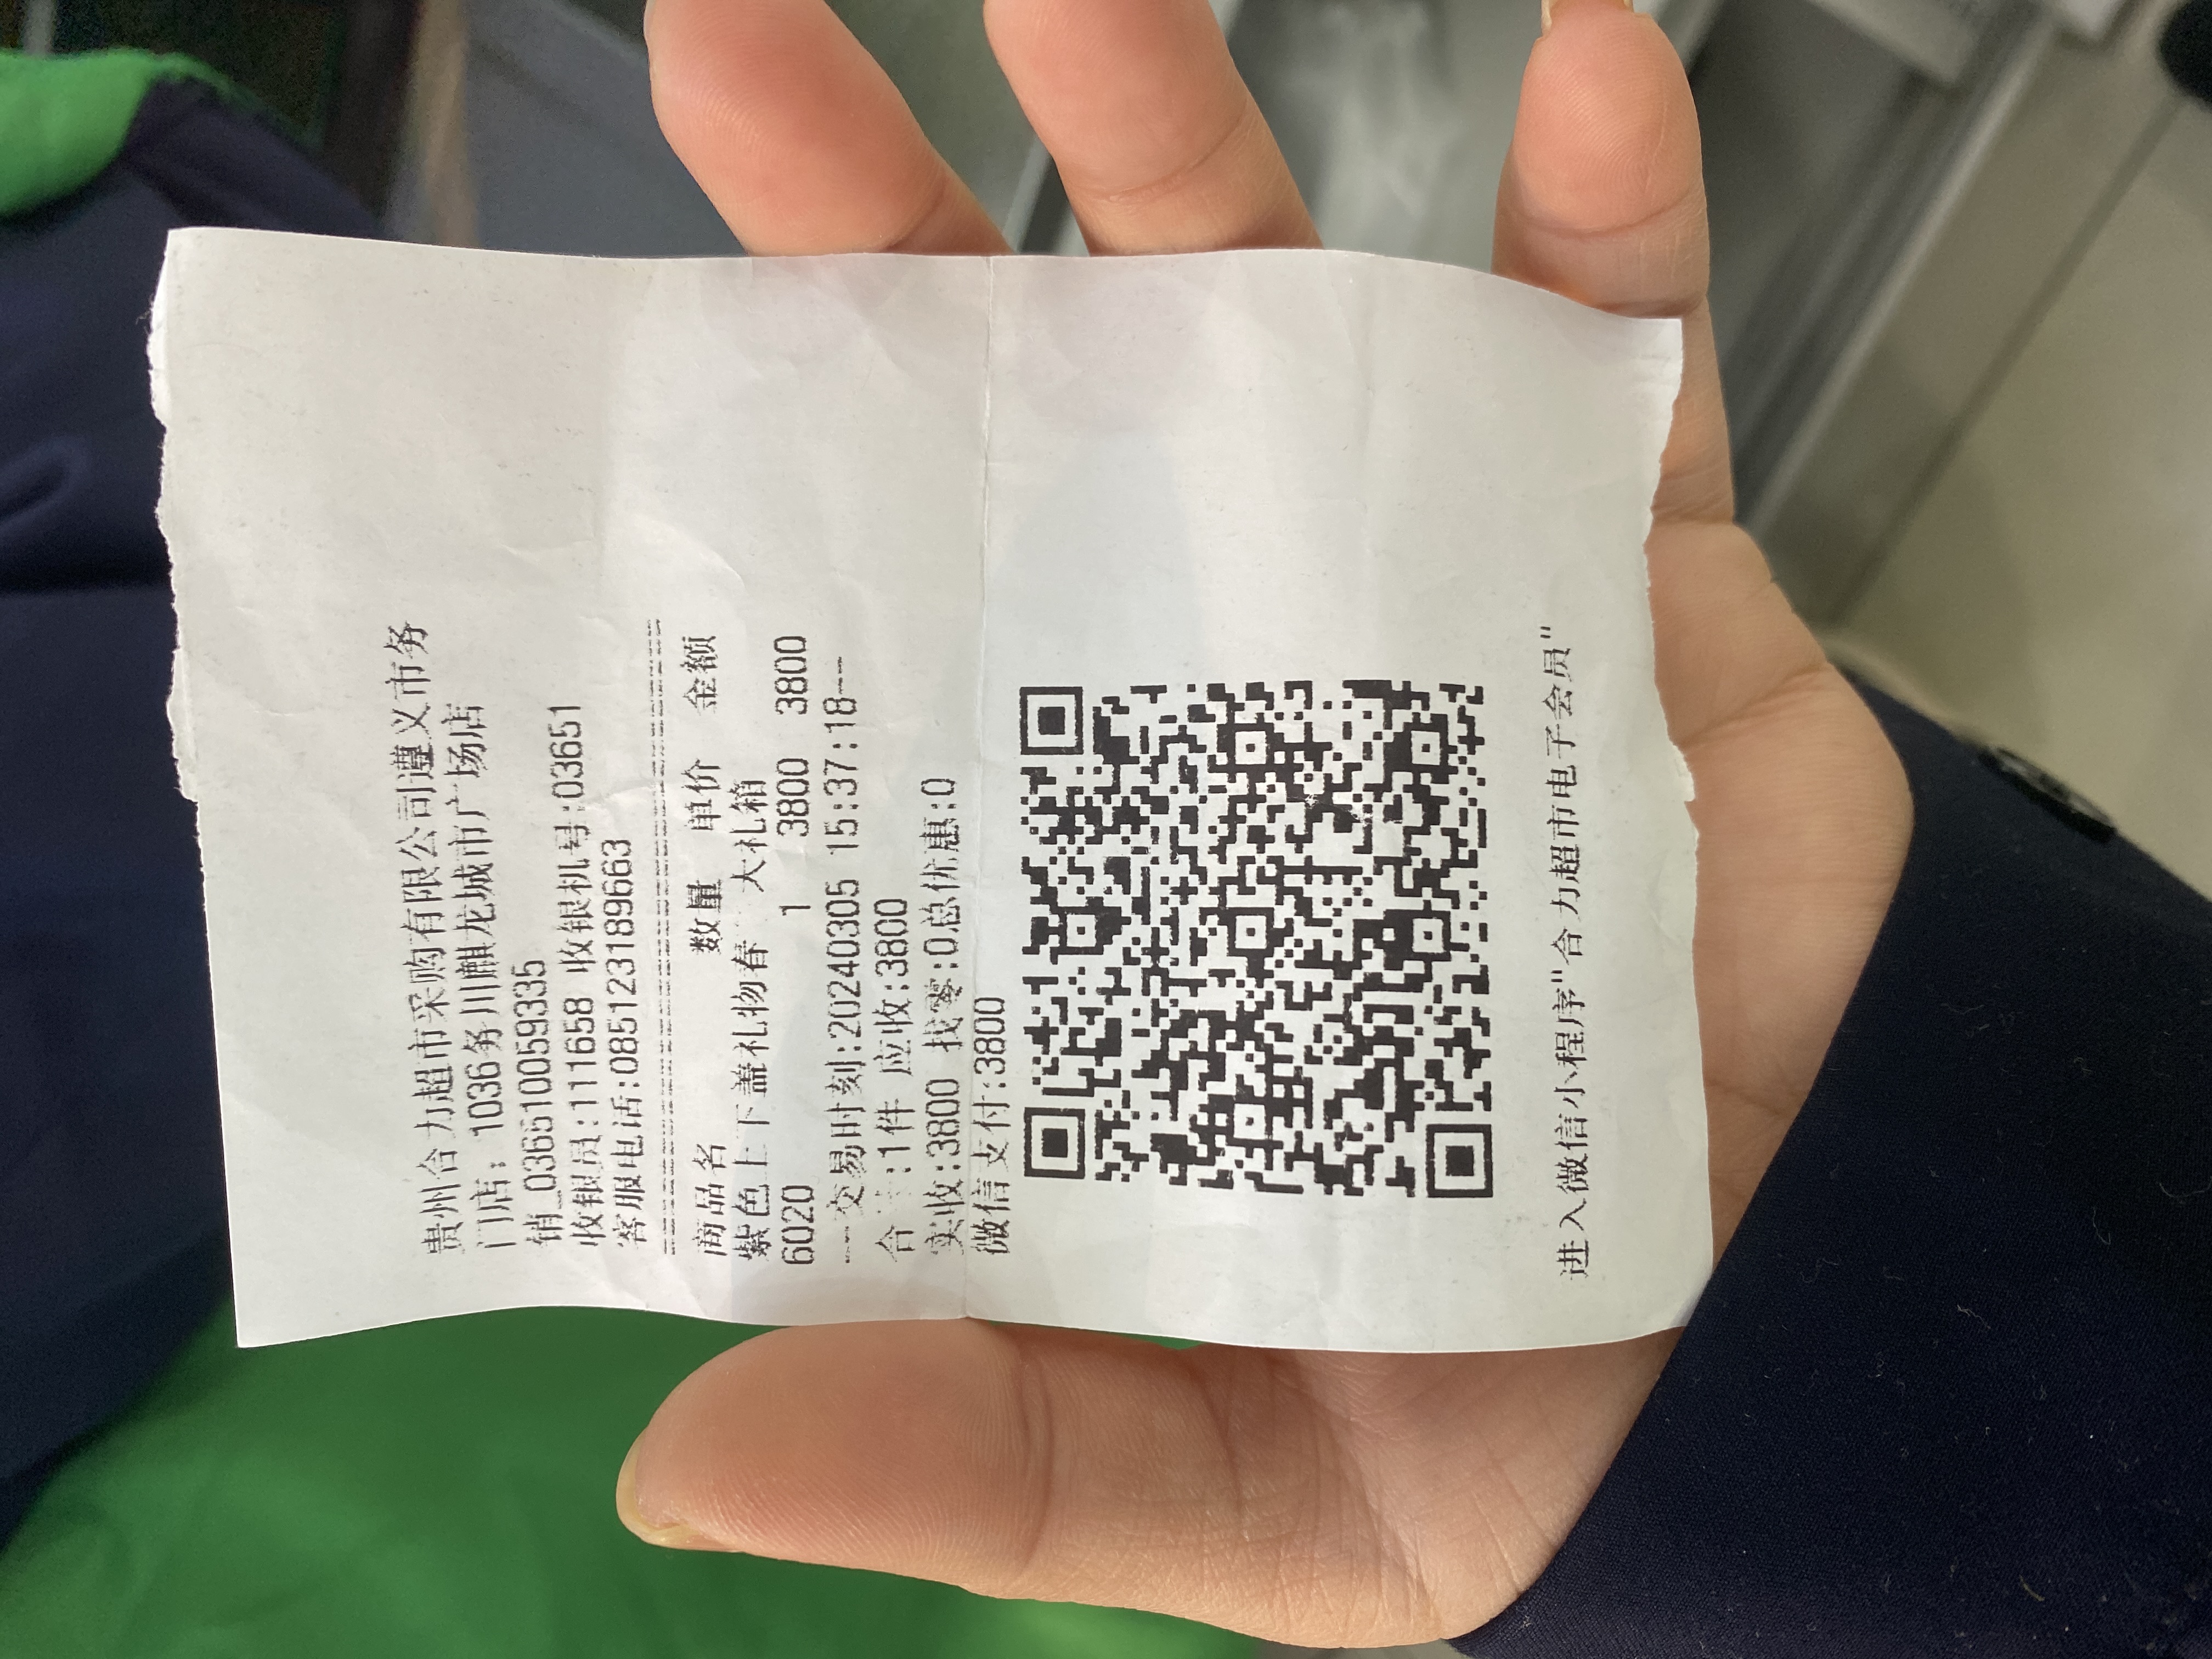 贵州合力超市采购有限公司遵义市务
门店: 1036务川麒龙城市广场店
销_0365100059335
收银员:111658 收银机号:03651
客服电话:085123189663
商品名 数量 单价 金额
紫色上下盖礼物春 大礼箱
6020 1 3800 3800
---交易时刻:20240305 15:37:18---
合 :1件 应收:3800
实收:3800 找零:0总优惠:0
微信支付:3800
进入微信小程序"合力超市电子会员"